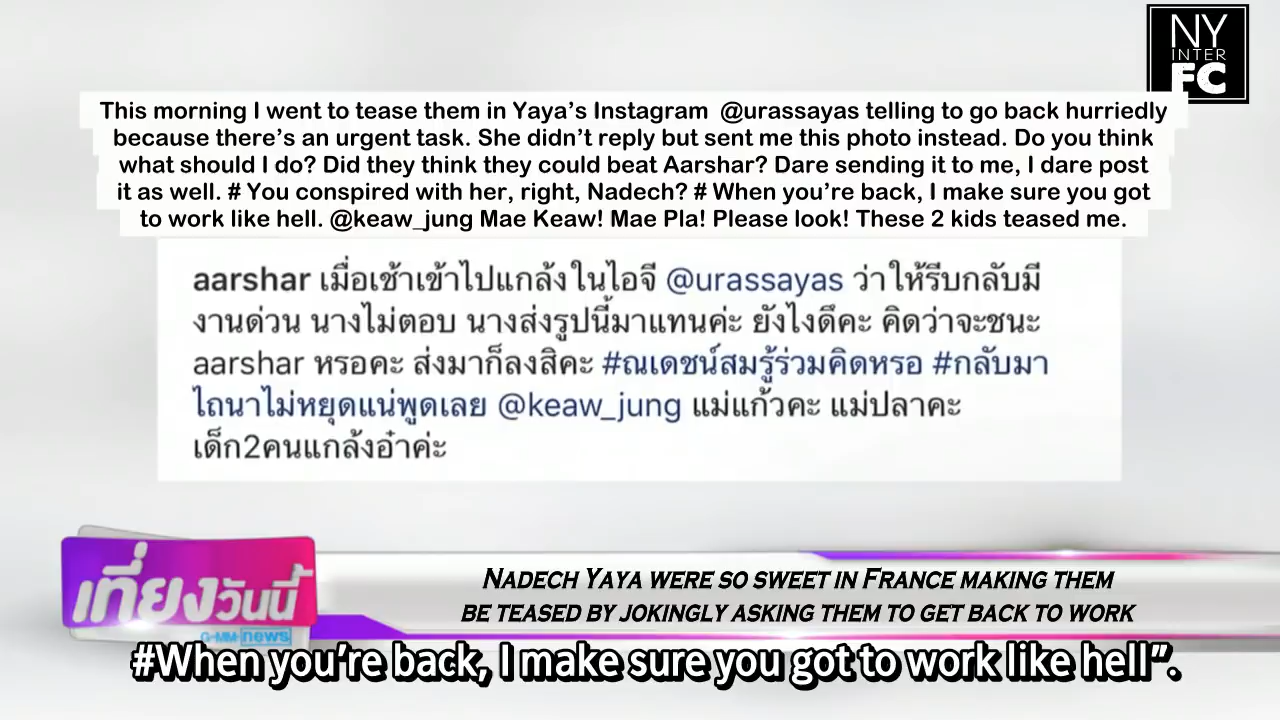 NY
INTER
FC
This morning I went to tease them in Yaya's Instagram @urassayas telling to go back hurriedly
because there's an urgent task. She didn't reply but sent me this photo instead. Do you think
what should I do? Did they think they could beat Aarshar? Dare sending it to me, I dare post
it as well. # You conspired with her, right, Nadech? # When you're back, I make sure you got
to work like hell. @keaw_jung Mae Keaw! Mae Pla! Please look! These 2 kids teased me.
aarshar เมื่อเช้าเข้าไปแกล้งในไอจี @urassayas ว่าให้รีบกลับมี
งานด่วน นางไม่ตอบ นางส่งรูปนี้มาแทนค่ะ ยังไงดีคะ คิดว่าจะชนะ
aarshar หรอคะ ส่งมาก็ลงสิคะ #ณเดชน์สมรู้ร่วมคิดหรอ #กลับมา
ไถนาไม่หยุดแน่พูดเลย @keaw_jung แม่แก้วคะ แม่ปลาคะ
เด็ก2คนแกล้งอ๋าค่ะ
เที่ยงวันนี้
G-MM news
NADECH YAYA WERE SO SWEET IN FRANCE MAKING THEM
BE TEASED BY JOKINGLY ASKING THEM TO GET BACK TO WORK
#When you're back, I make sure you got to work like hell".